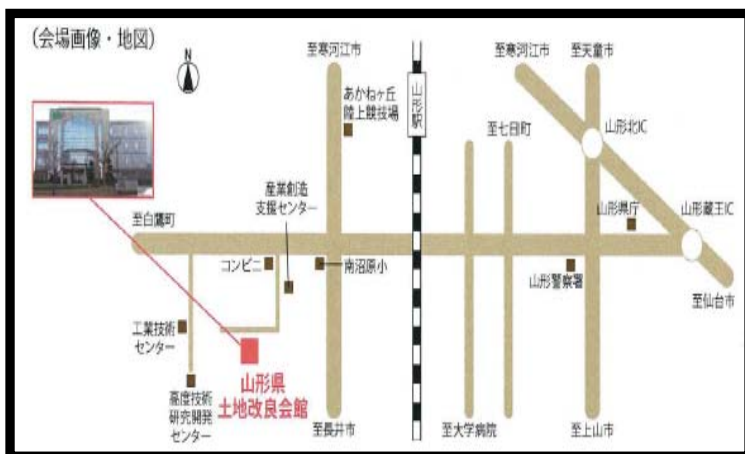 (会場画像・地図)
N
至寒河江市
あかねヶ丘
陸上競技場
山形駅
至寒河江市
至天童市
至七日町
山形北IC
産業創造
支援センター
山形県庁
山形蔵王IC
至白鷹町
コンビニ
南沼原小
山形警察署
至仙台市
工業技術
センター
山形県
土地改良会館
高度技術
研究開発
センター
至長井市
至大学病院
至上山市